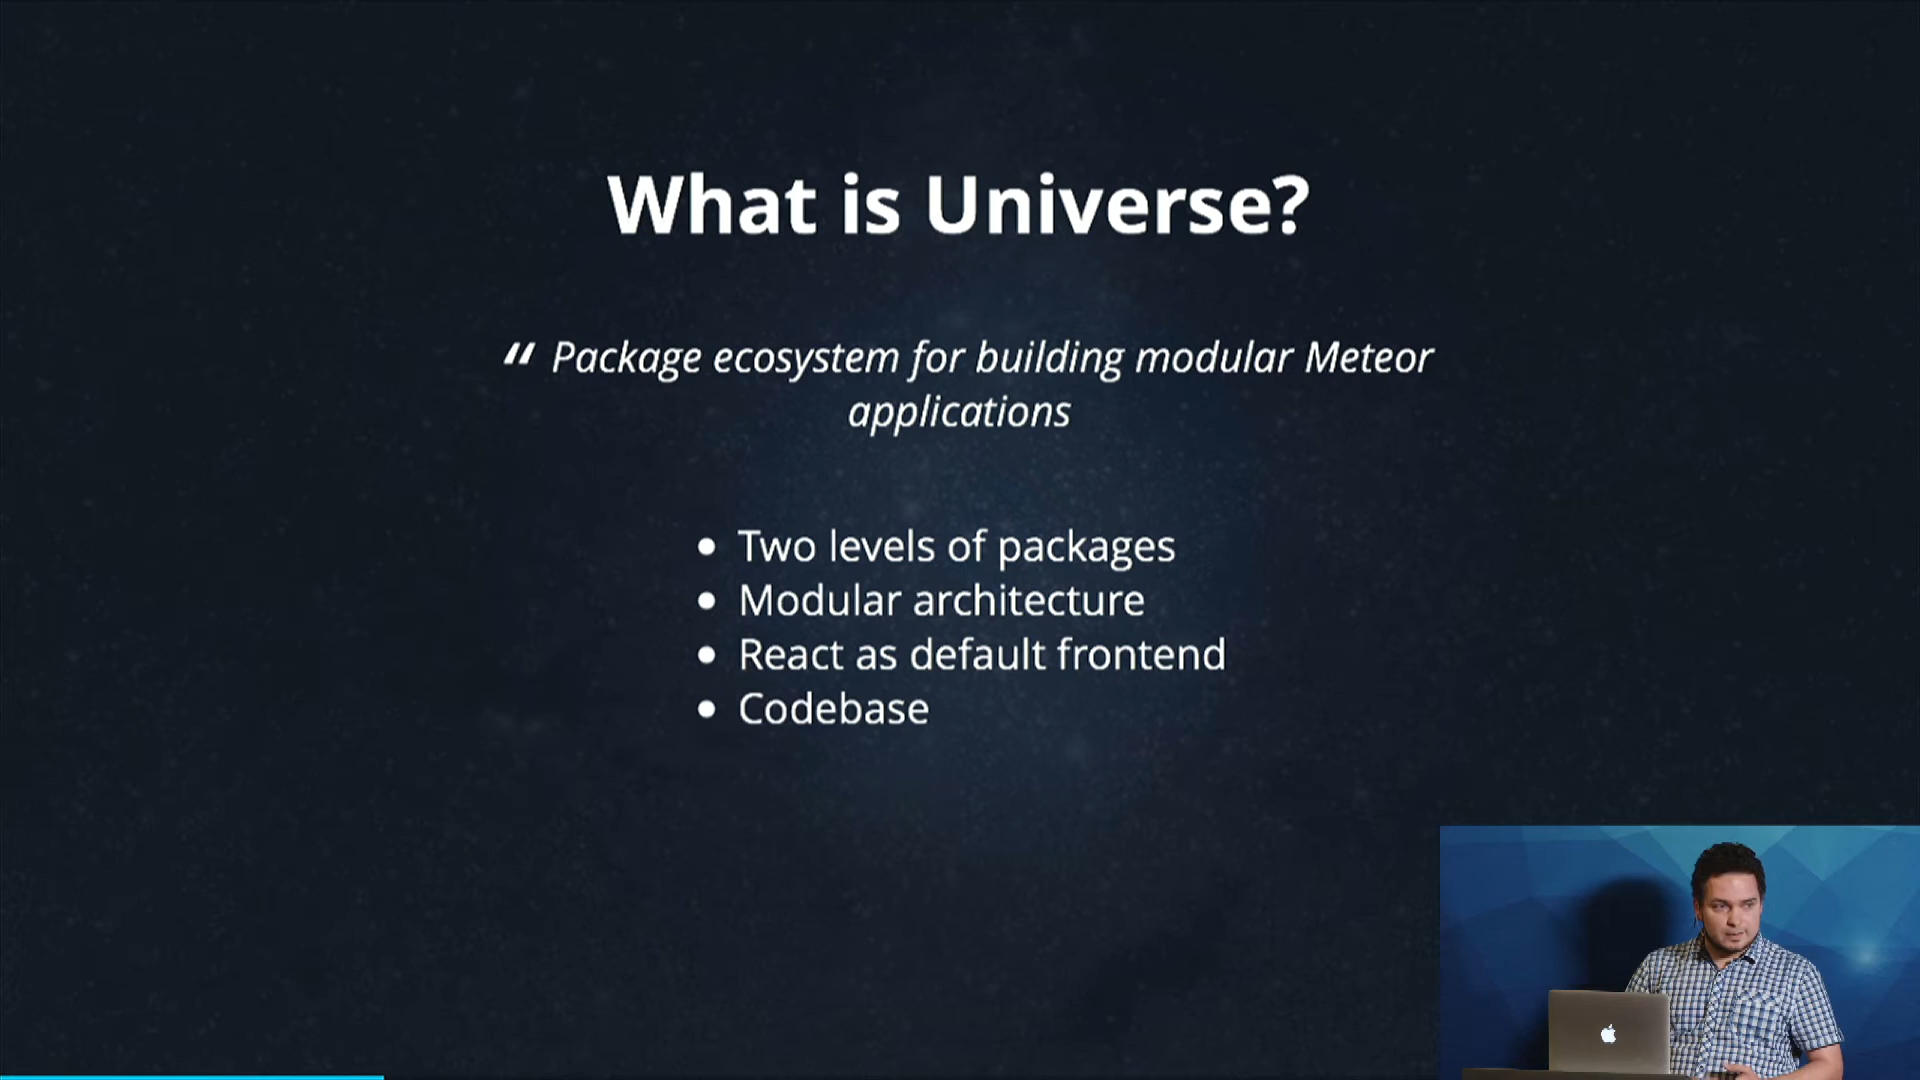 What is Universe?
“ Package ecosystem for building modular Meteor
applications
• Two levels of packages
• Modular architecture
• React as default frontend
• Codebase